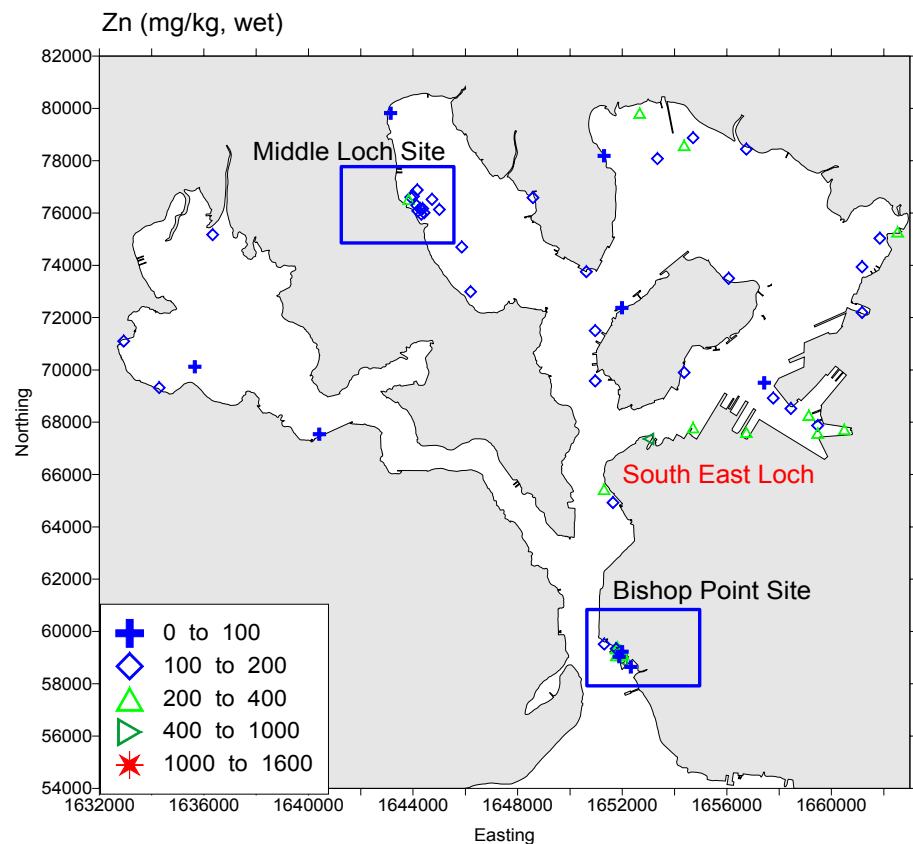 Zn (mg/kg, wet)
82000
80000
78000
76000
74000
72000
70000
68000
66000
64000
62000
60000
58000
56000
54000
Northing
Middle Loch Site
South East Loch
Bishop Point Site
0 to 100
100 to 200
200 to 400
400 to 1000
1000 to 1600
1632000 1636000 1640000 1644000 1648000 1652000 1656000 1660000
Easting